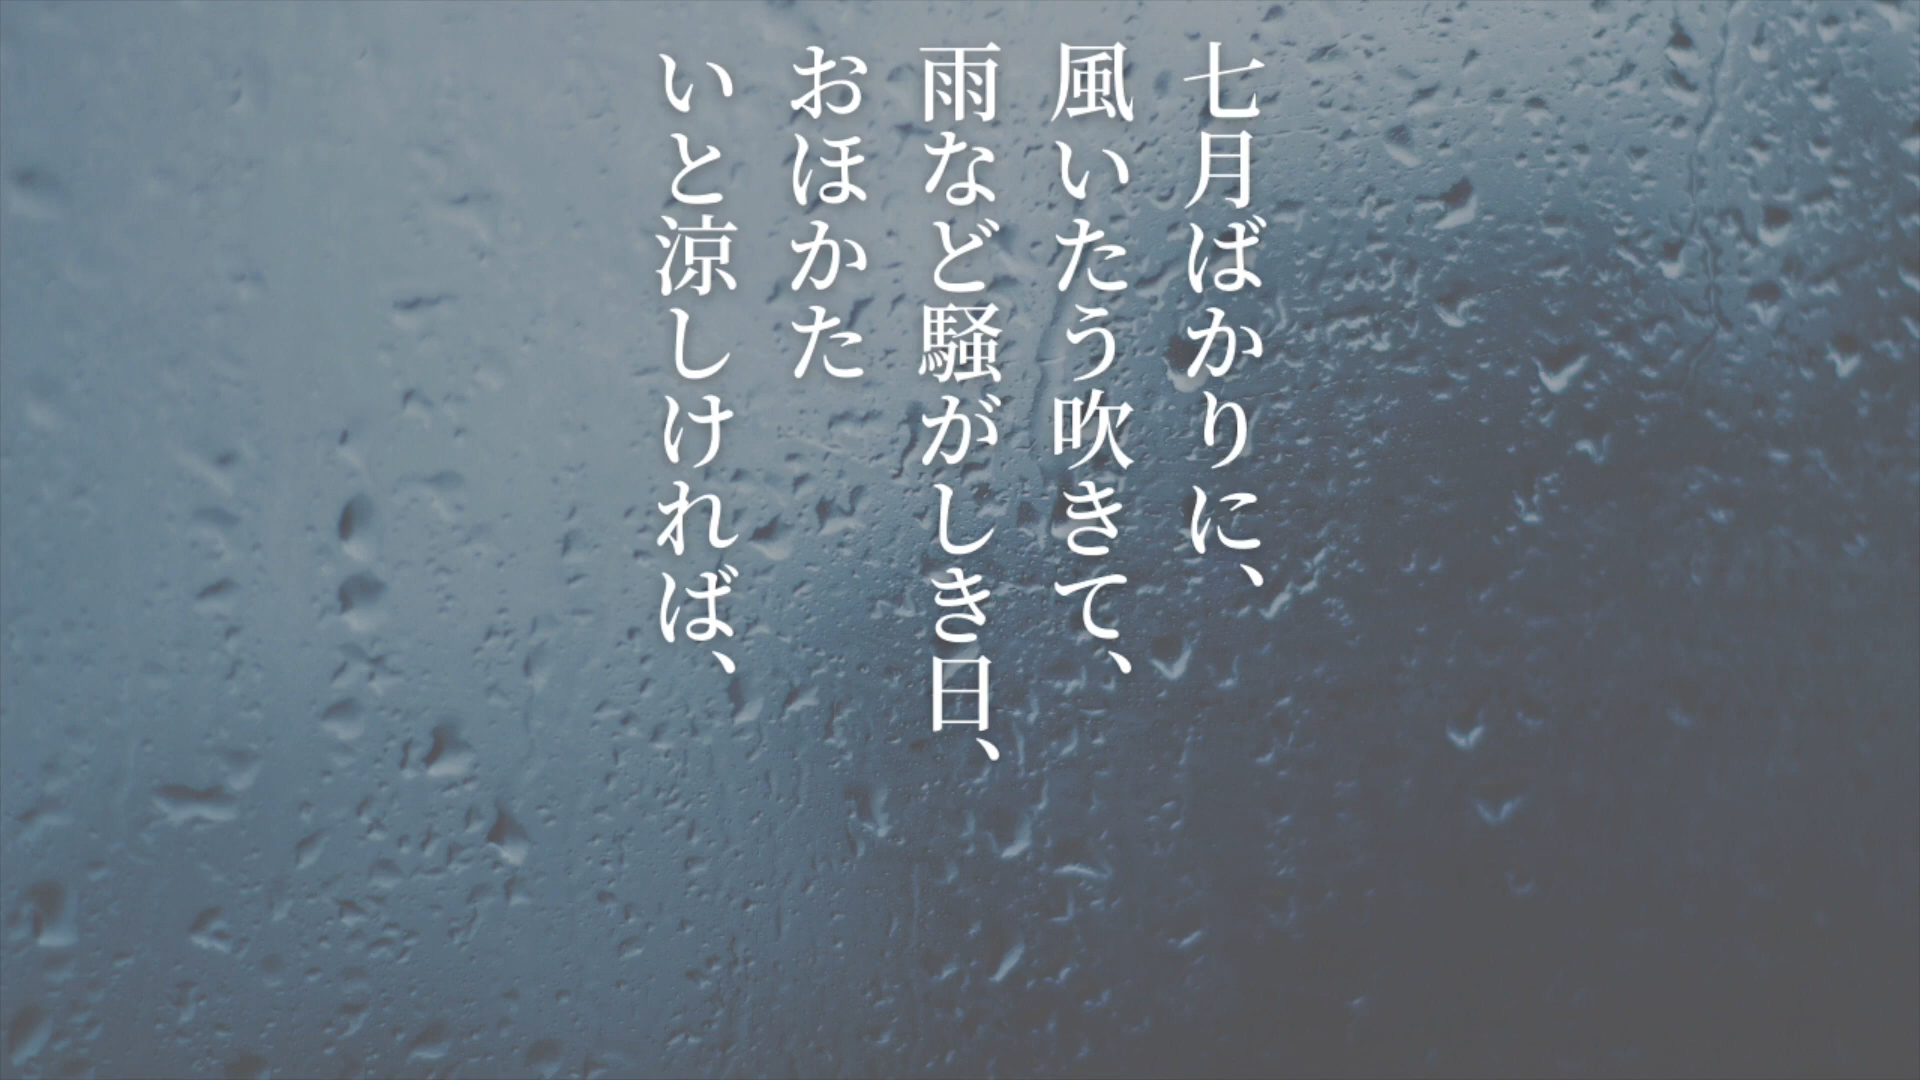 七月ばかりに、
風いたう吹きて、
雨など騒がしき日、
おほかた
いと涼しければ、